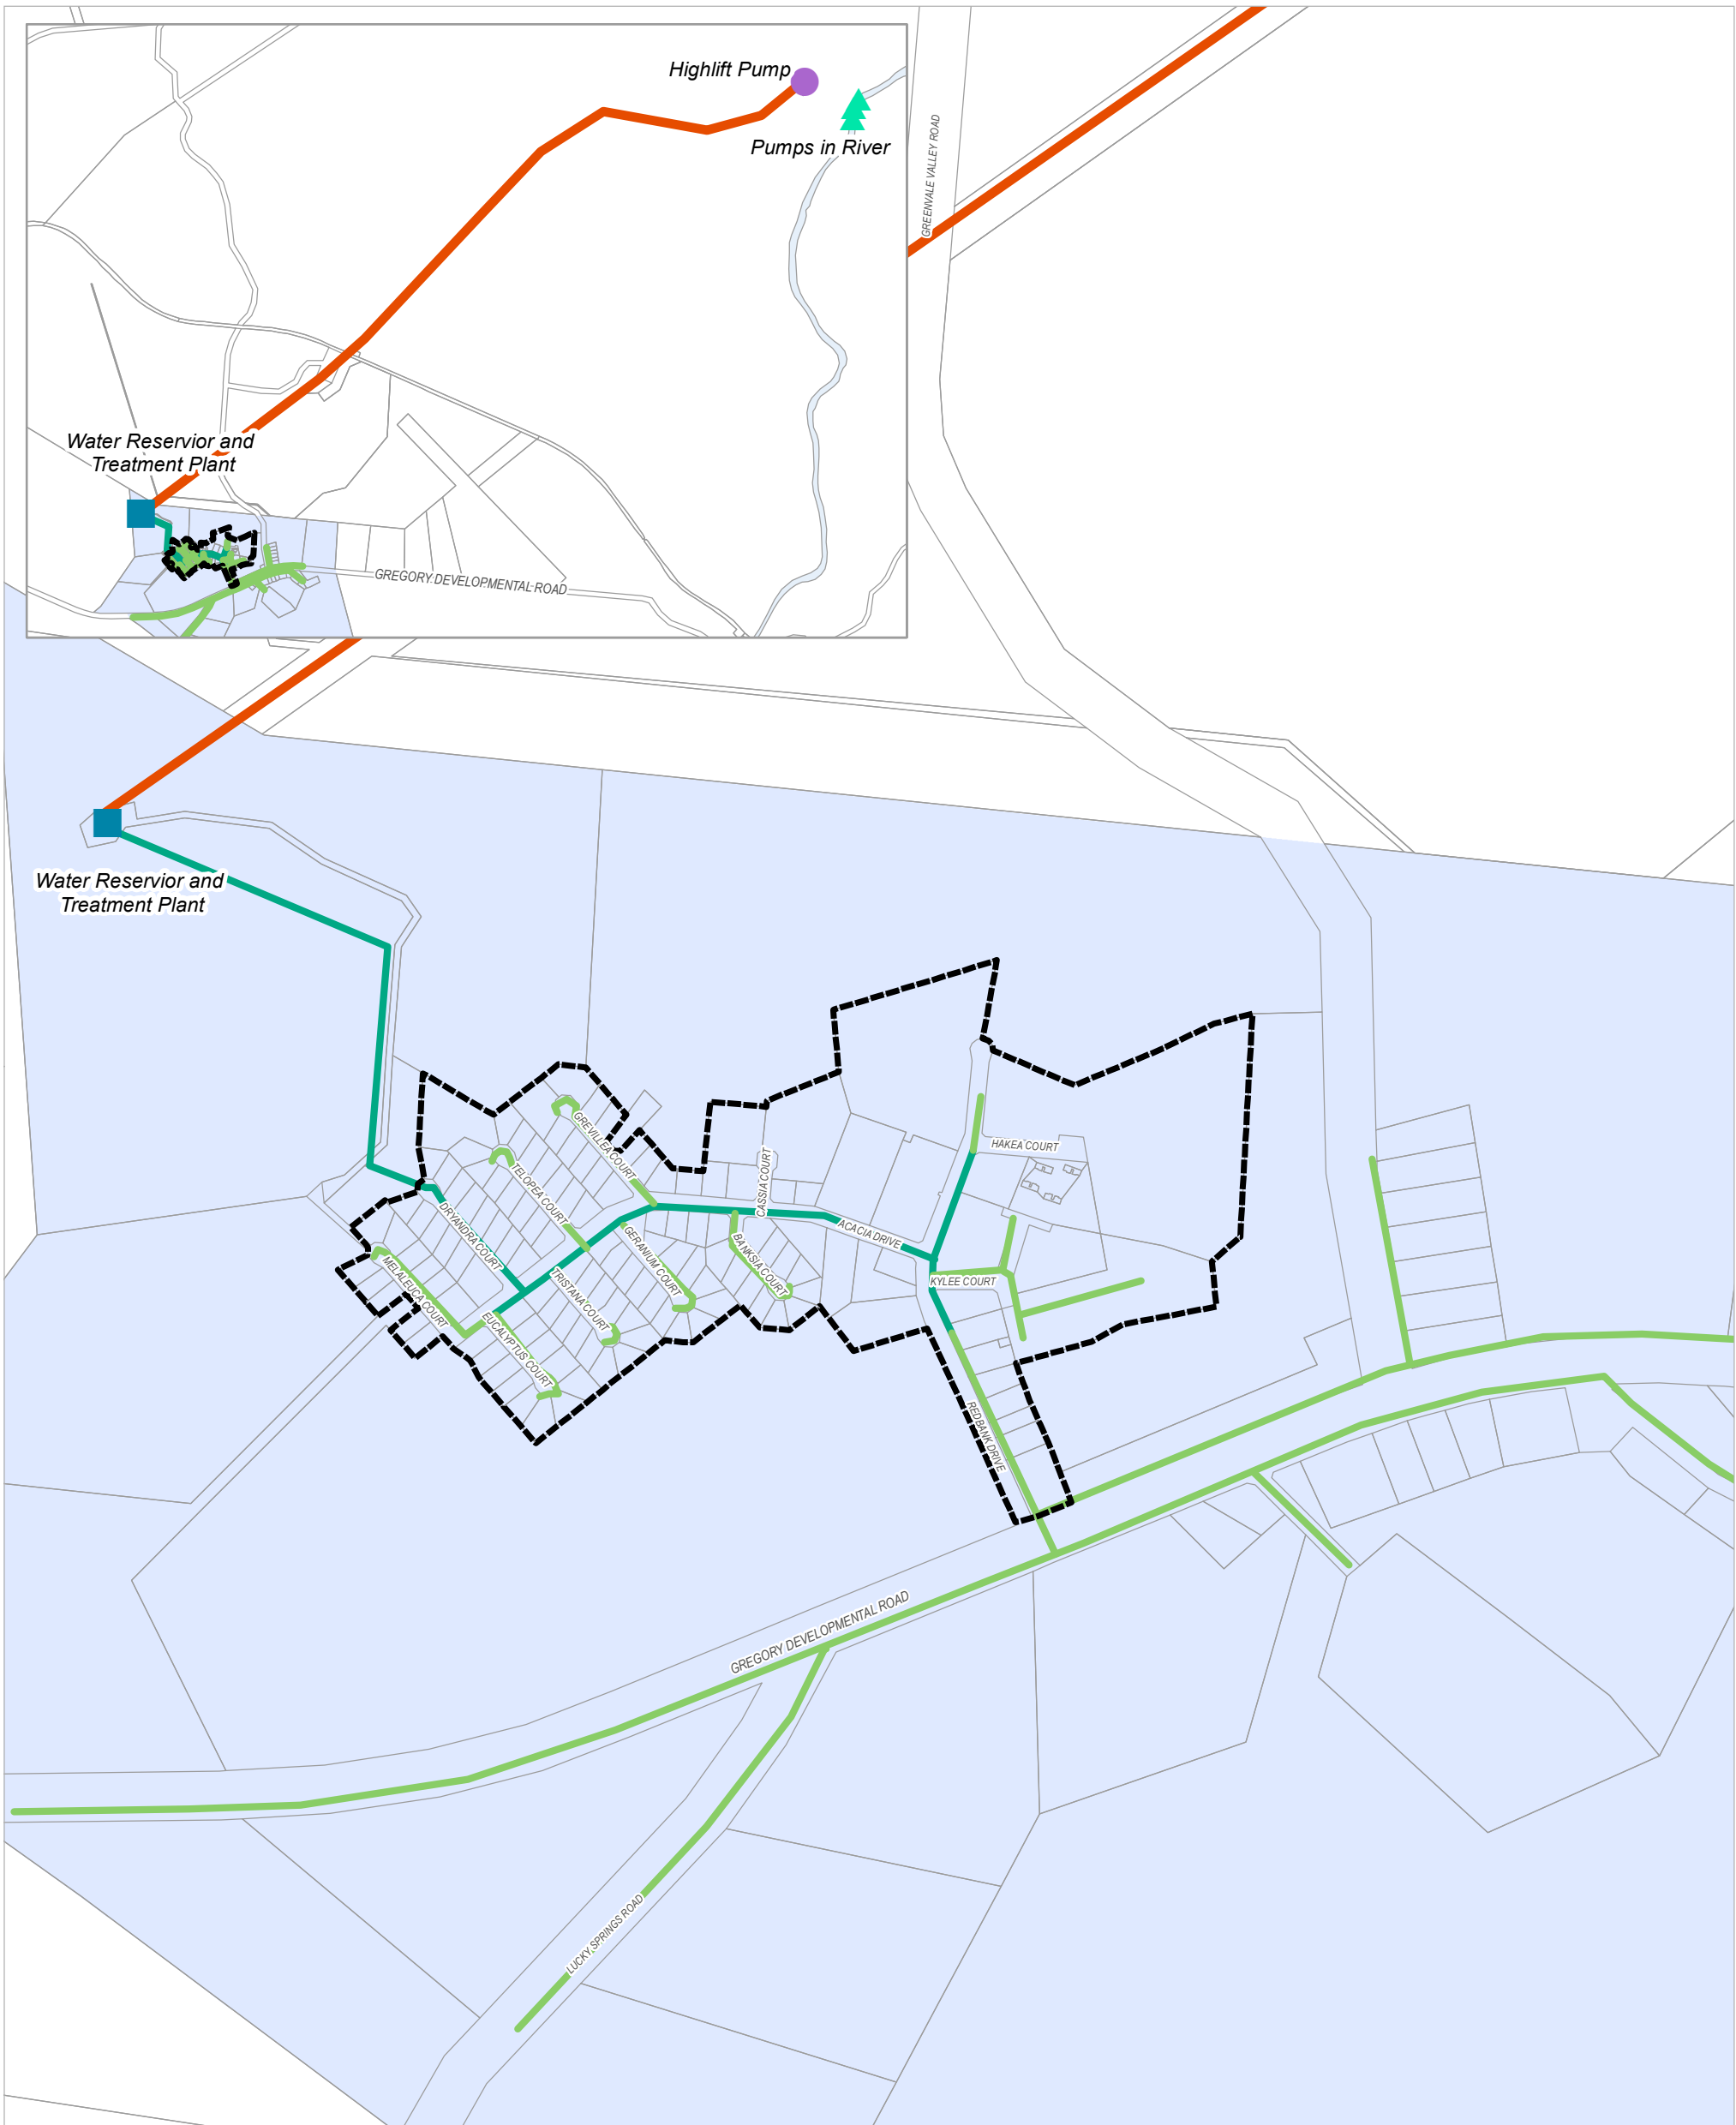 Highlift Pump
Pumps in River
GREENVALE VALLEY ROAD
Water Reservior and
Treatment Plant
GREGORY DEVELOPMENTAL ROAD
Water Reservior and
Treatment Plant
GREVILLEA COURT
TELOPEA COURT
DRYANDRA COURT
MELALEUCA COURT
EUCALYPTUS COURT
TRISTANA COURT
GERANIUM COURT
BANKSIA COURT
CASSIA COURT
ACACIA DRIVE
HAKEA COURT
KYLEE COURT
REDBANK DRIVE
GREGORY DEVELOPMENTAL ROAD
LUCKY SPRINGS ROAD